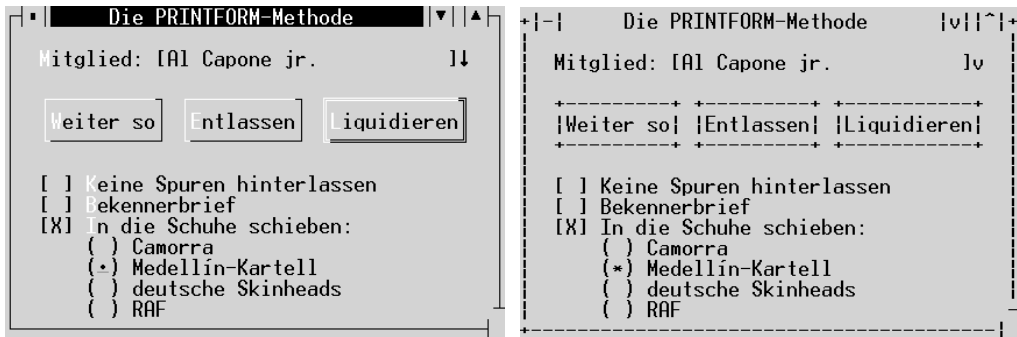 Die PRINTFORM-Methode
Mitglied: [Al Capone jr. ]↓
Weiter so Entlassen Liquidieren
[ ] Keine Spuren hinterlassen
[ ] Bekennerbrief
[X] In die Schuhe schieben:
( ) Camorra
(•) Medellín-Kartell
( ) deutsche Skinheads
( ) RAF
+|-| Die PRINTFORM-Methode |v||^|+
Mitglied: [Al Capone jr. ]v
+----------+ +---------+ +-----------+
|Weiter so| |Entlassen| |Liquidieren|
+----------+ +---------+ +-----------+
[ ] Keine Spuren hinterlassen
[ ] Bekennerbrief
[X] In die Schuhe schieben:
( ) Camorra
(*) Medellín-Kartell
( ) deutsche Skinheads
( ) RAF